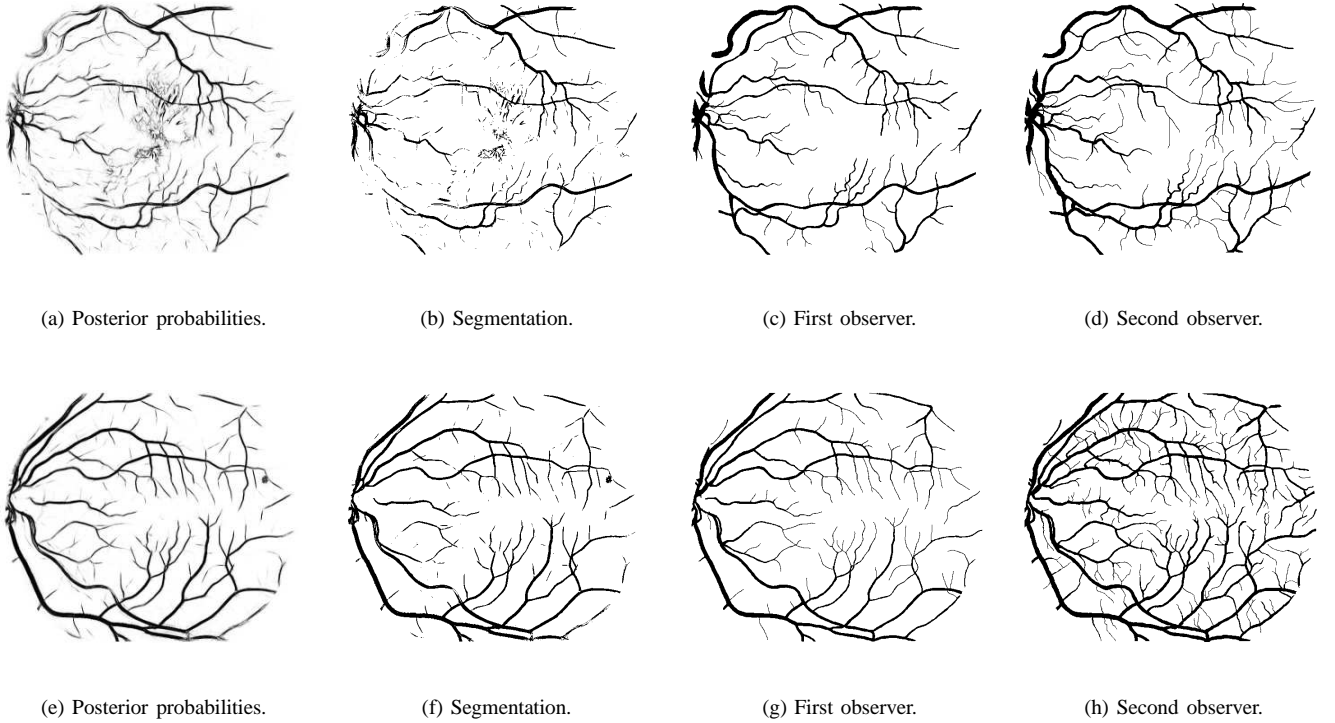 (a) Posterior probabilities.
(b) Segmentation.
(c) First observer.
(d) Second observer.
(e) Posterior probabilities.
(f) Segmentation.
(g) First observer.
(h) Second observer.